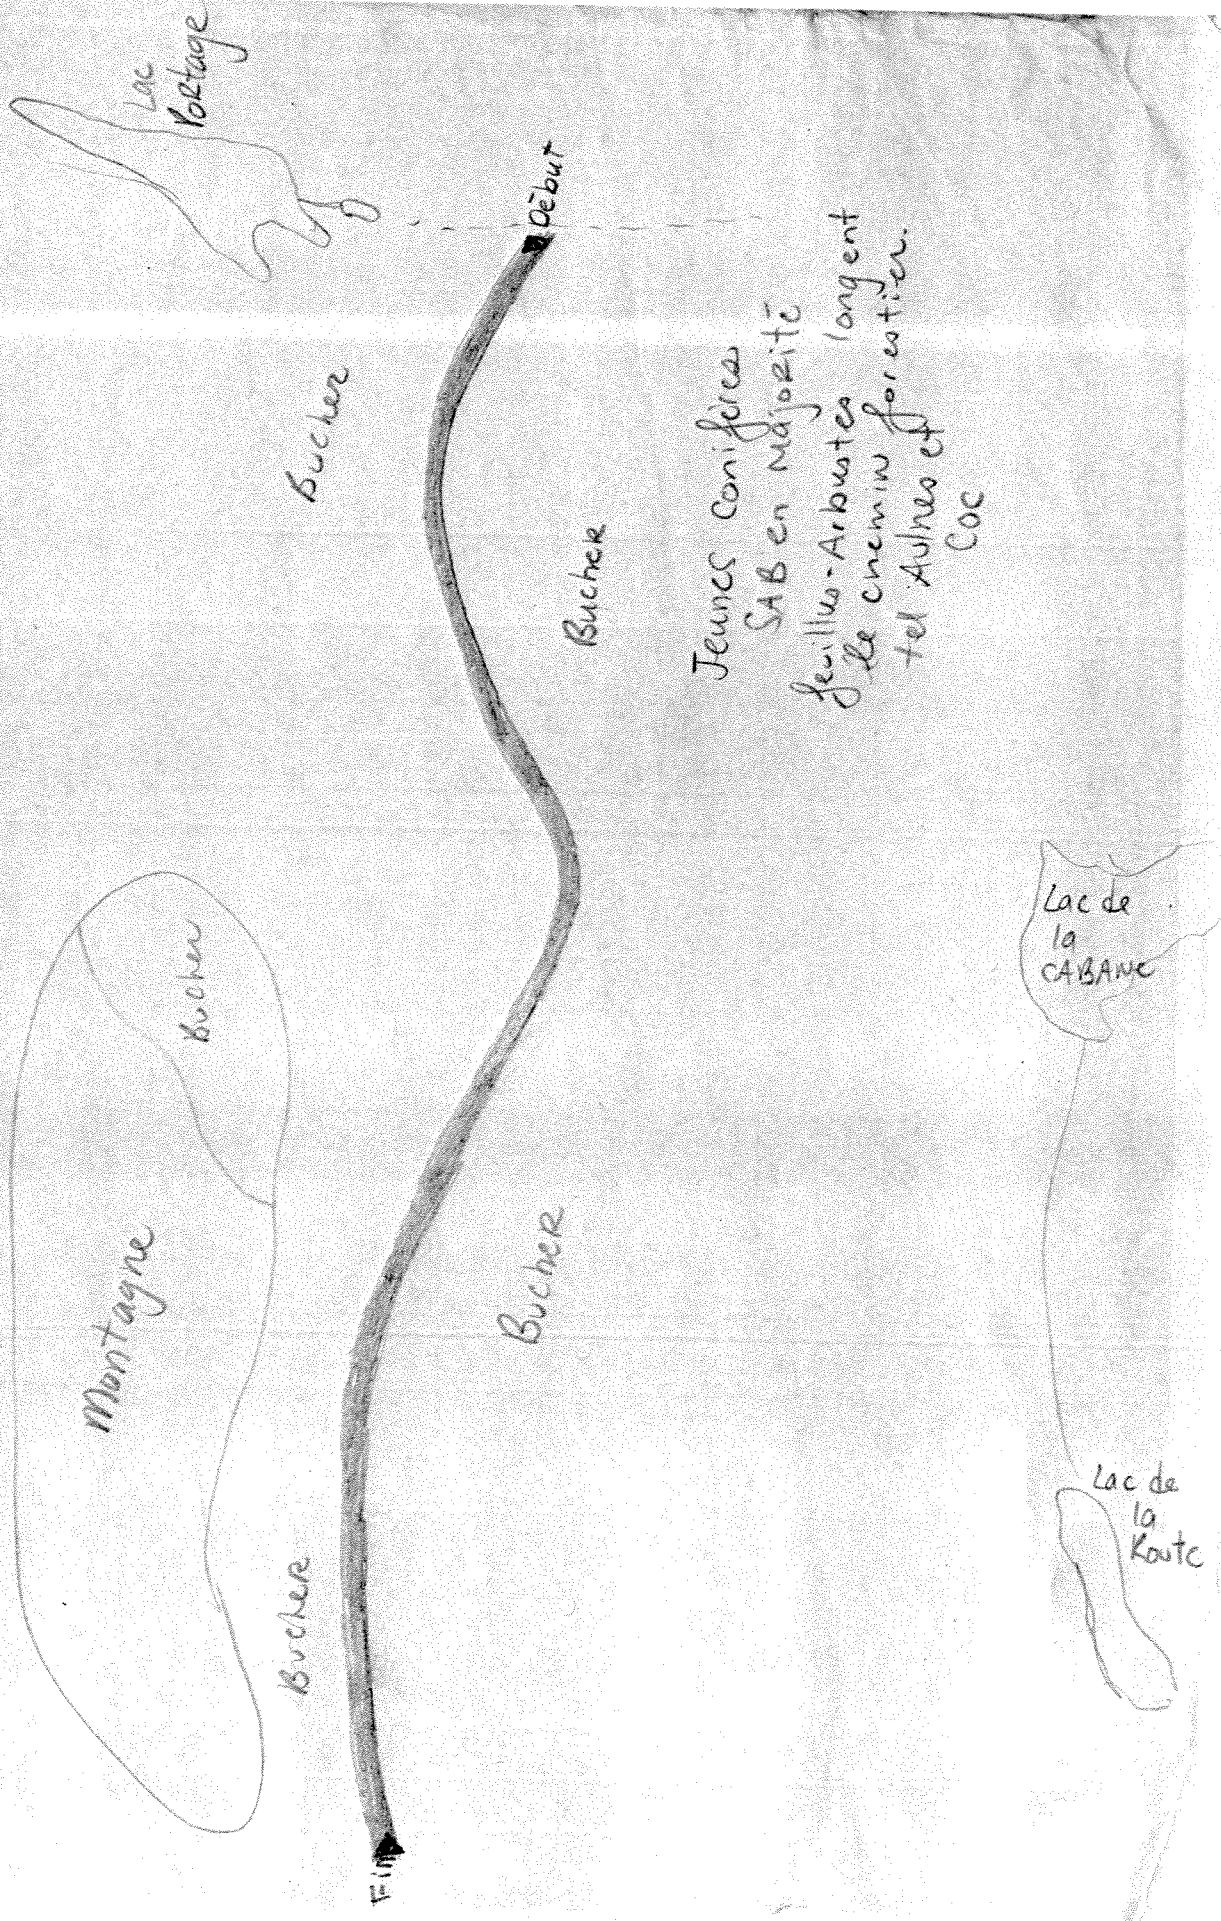 Lac
Portage
Début
Bucher
Bucher
Jeunes conifères
SAB en Majorité
feuillus-Arbustes longent
le chemin forestier.
tel Aulnes et
COC
Bucher
Montagne
Bucher
Bucher
Fin
Lac de
la
CABANe
Lac de
la
Route